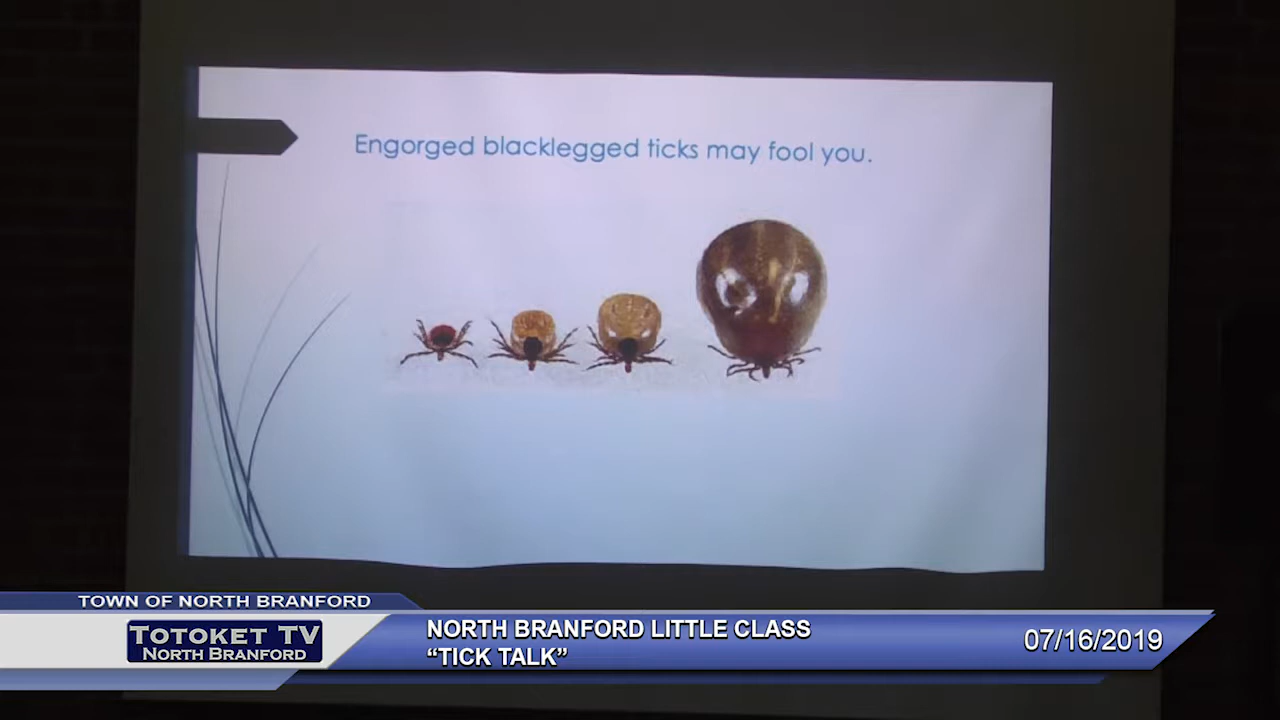 Engorged blacklegged ticks may fool you.
TOWN OF NORTH BRANFORD
TOTOKET TV
NORTH BRANFORD
NORTH BRANFORD LITTLE CLASS
“TICK TALK”
07/16/2019